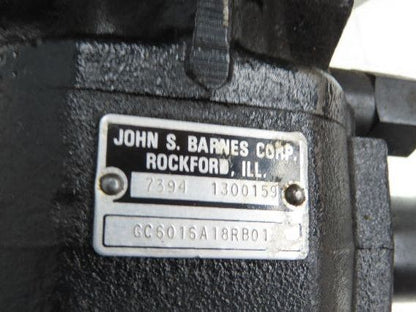 JOHN S. BARNES CORP.
ROCKFORD, ILL.
7394 1300159
GC6016A18RB01